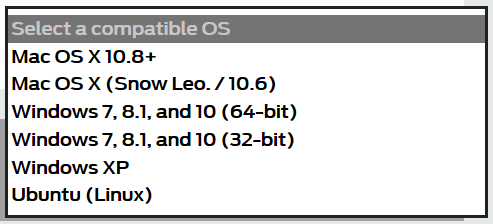 Select a compatible OS
Mac OS X 10.8+
Mac OS X (Snow Leo. / 10.6)
Windows 7, 8.1, and 10 (64-bit)
Windows 7, 8.1, and 10 (32-bit)
Windows XP
Ubuntu (Linux)